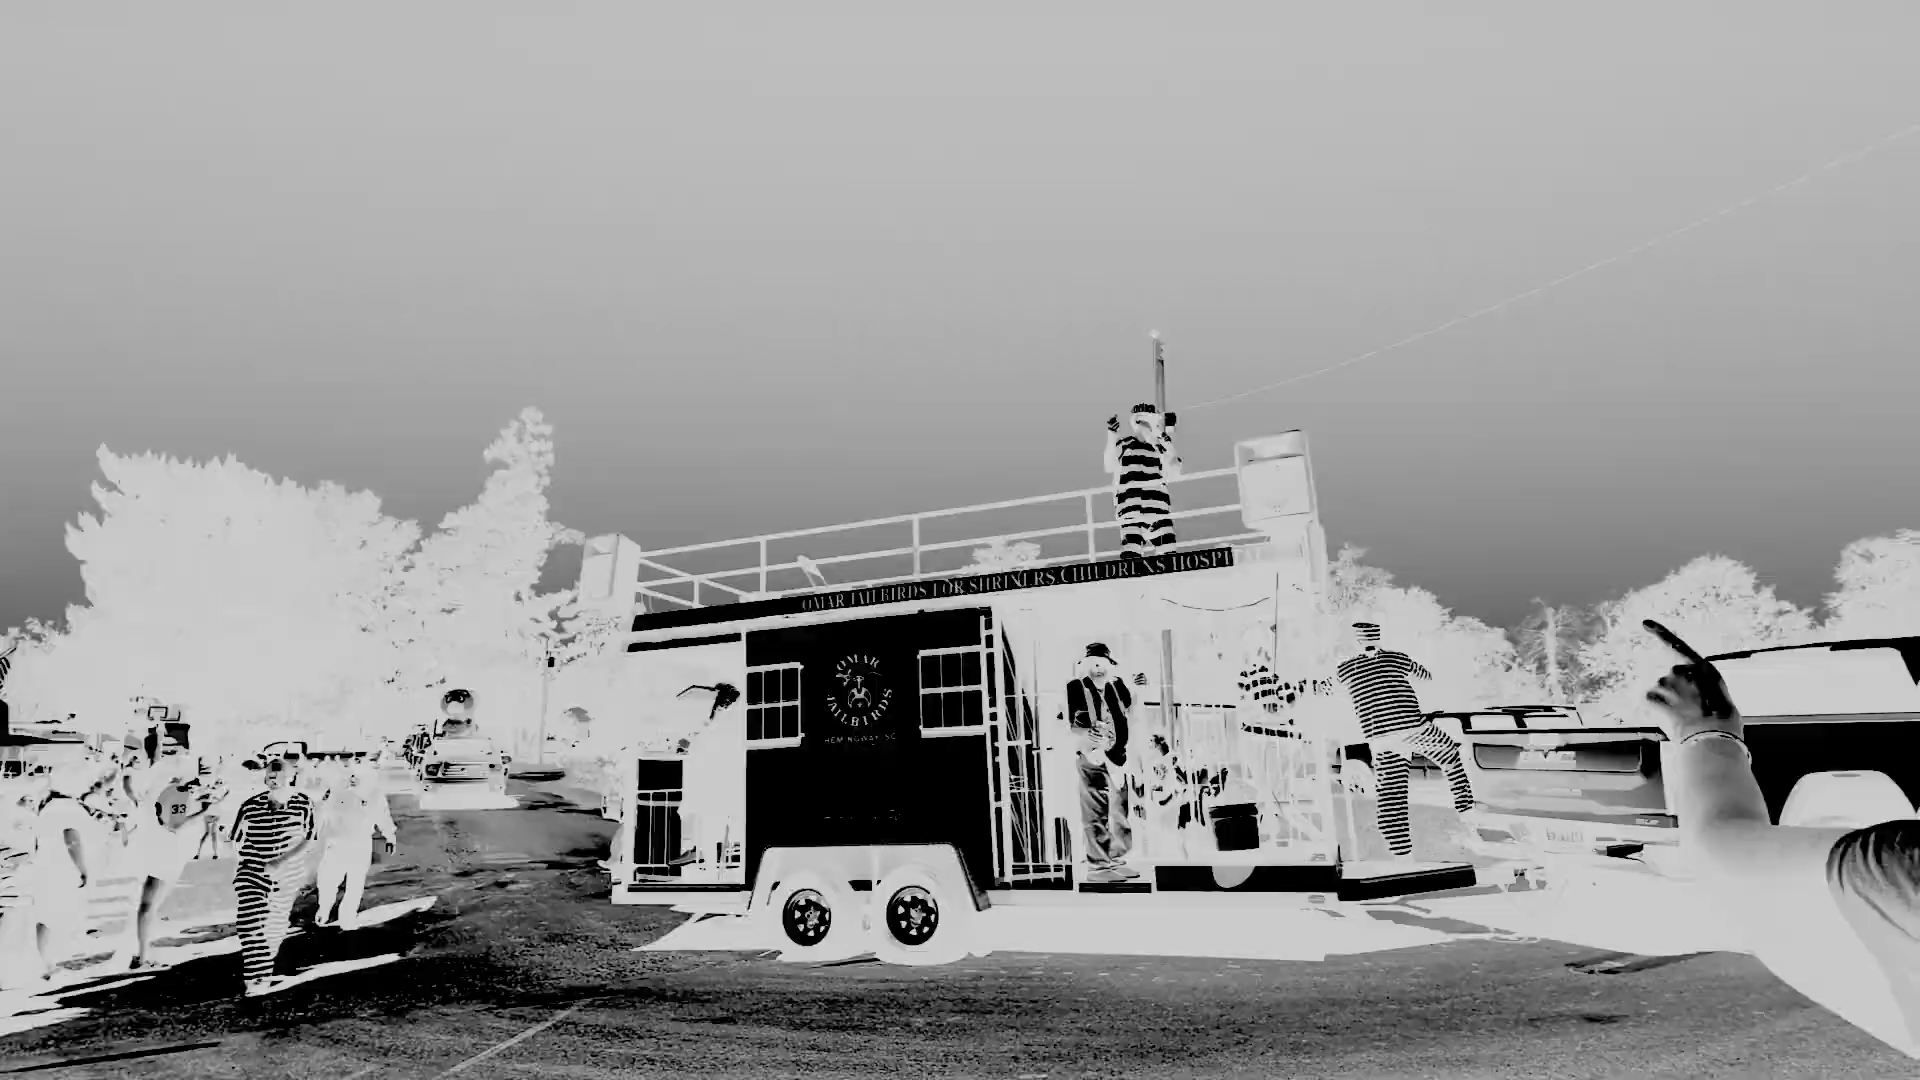 OMAR JAILBIRDS FOR SHRINERS CHILDRENS HOSPI
OMAR
JAILBIRDS
HEMINGWAY, SC
33